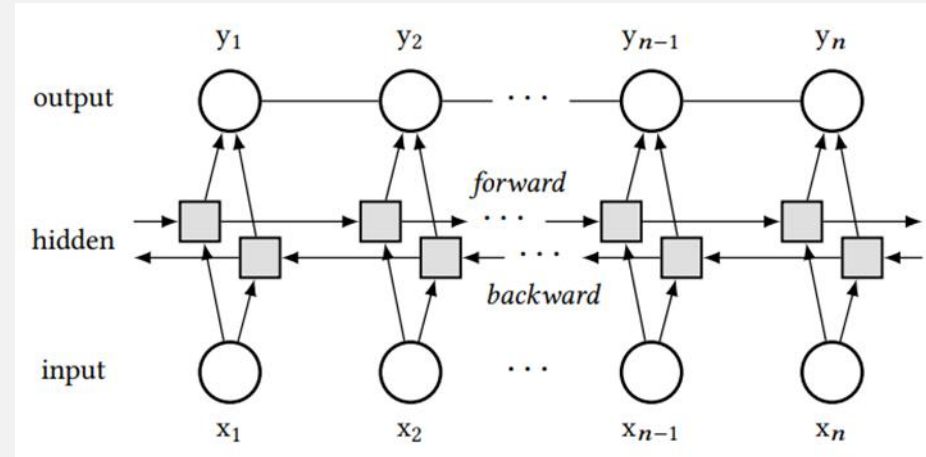 y₁ y₂ yₙ₋₁ yₙ
output
forward
· · ·
hidden
· · ·
backward
input
· · ·
x₁ x₂ xₙ₋₁ xₙ